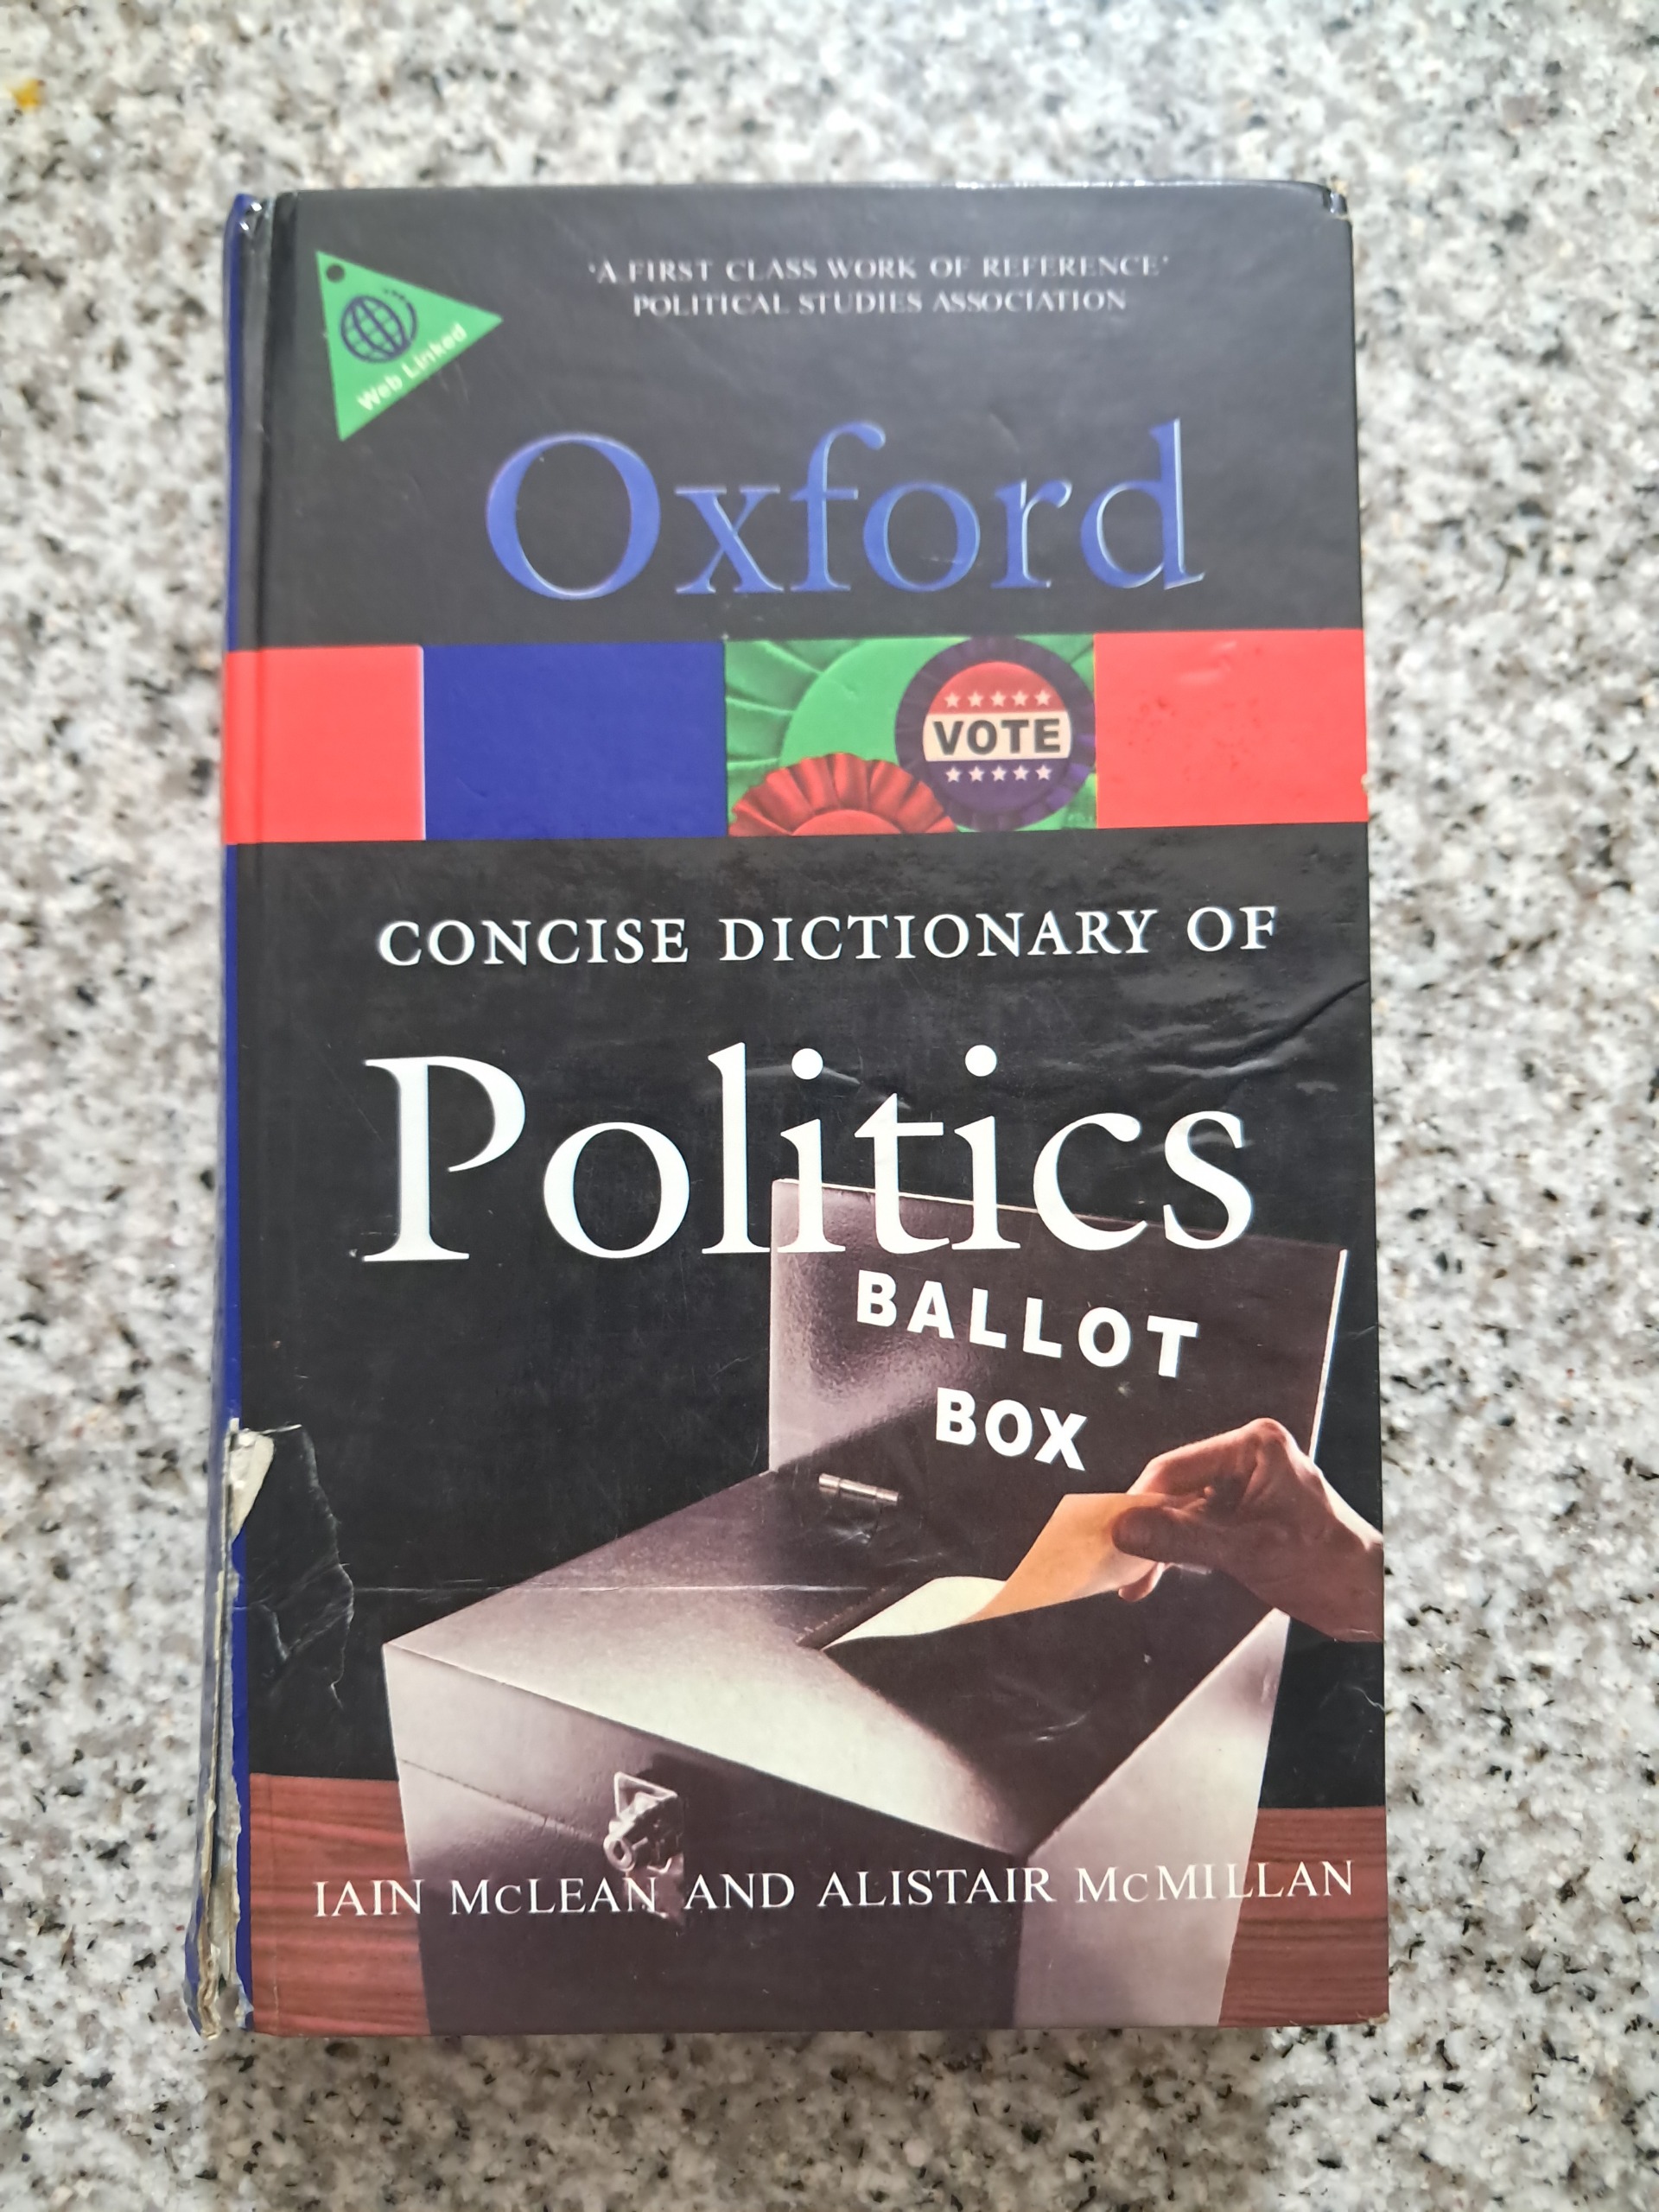 'A FIRST CLASS WORK OF REFERENCE'
POLITICAL STUDIES ASSOCIATION
Web Linked
Oxford
VOTE
CONCISE DICTIONARY OF
Politics
BALLOT
BOX
IAIN McLEAN AND ALISTAIR McMILLAN